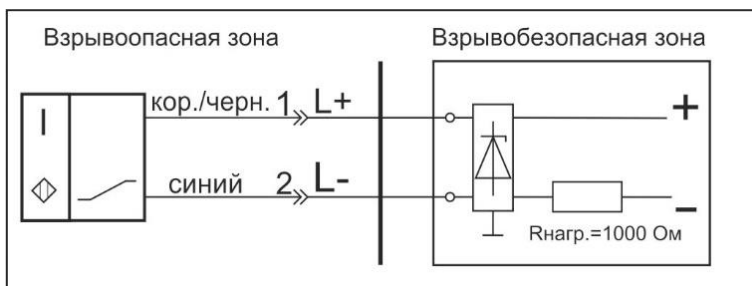 Взрывоопасная зона
Взрывобезопасная зона
I
кор./черн. 1 L+
+
синий 2 L-
−
Rнагр.=1000 Ом